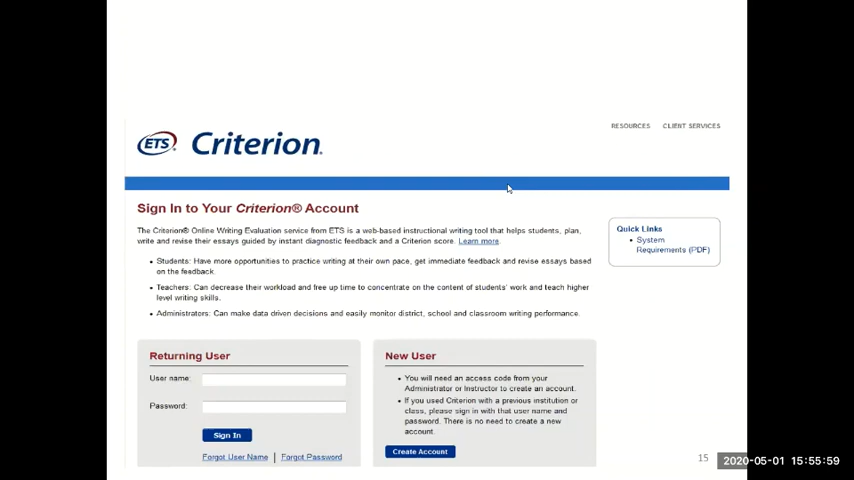 RESOURCES CLIENT SERVICES
ETS Criterion®
Sign In to Your Criterion® Account
The Criterion® Online Writing Evaluation service from ETS is a web-based instructional writing tool that helps students, plan,
write and revise their essays guided by instant diagnostic feedback and a Criterion score. Learn more.
• Students: Have more opportunities to practice writing at their own pace, get immediate feedback and revise essays based
on the feedback.
• Teachers: Can decrease their workload and free up time to concentrate on the content of students' work and teach higher
level writing skills.
• Administrators: Can make data driven decisions and easily monitor district, school and classroom writing performance.
Quick Links
• System
Requirements (PDF)
Returning User
User name:
Password:
Sign In
Forgot User Name | Forgot Password
New User
• You will need an access code from your
Administrator or Instructor to create an account.
• If you used Criterion with a previous institution or
class, please sign in with that user name and
password. There is no need to create a new
account.
Create Account
15
2020-05-01 15:55:59